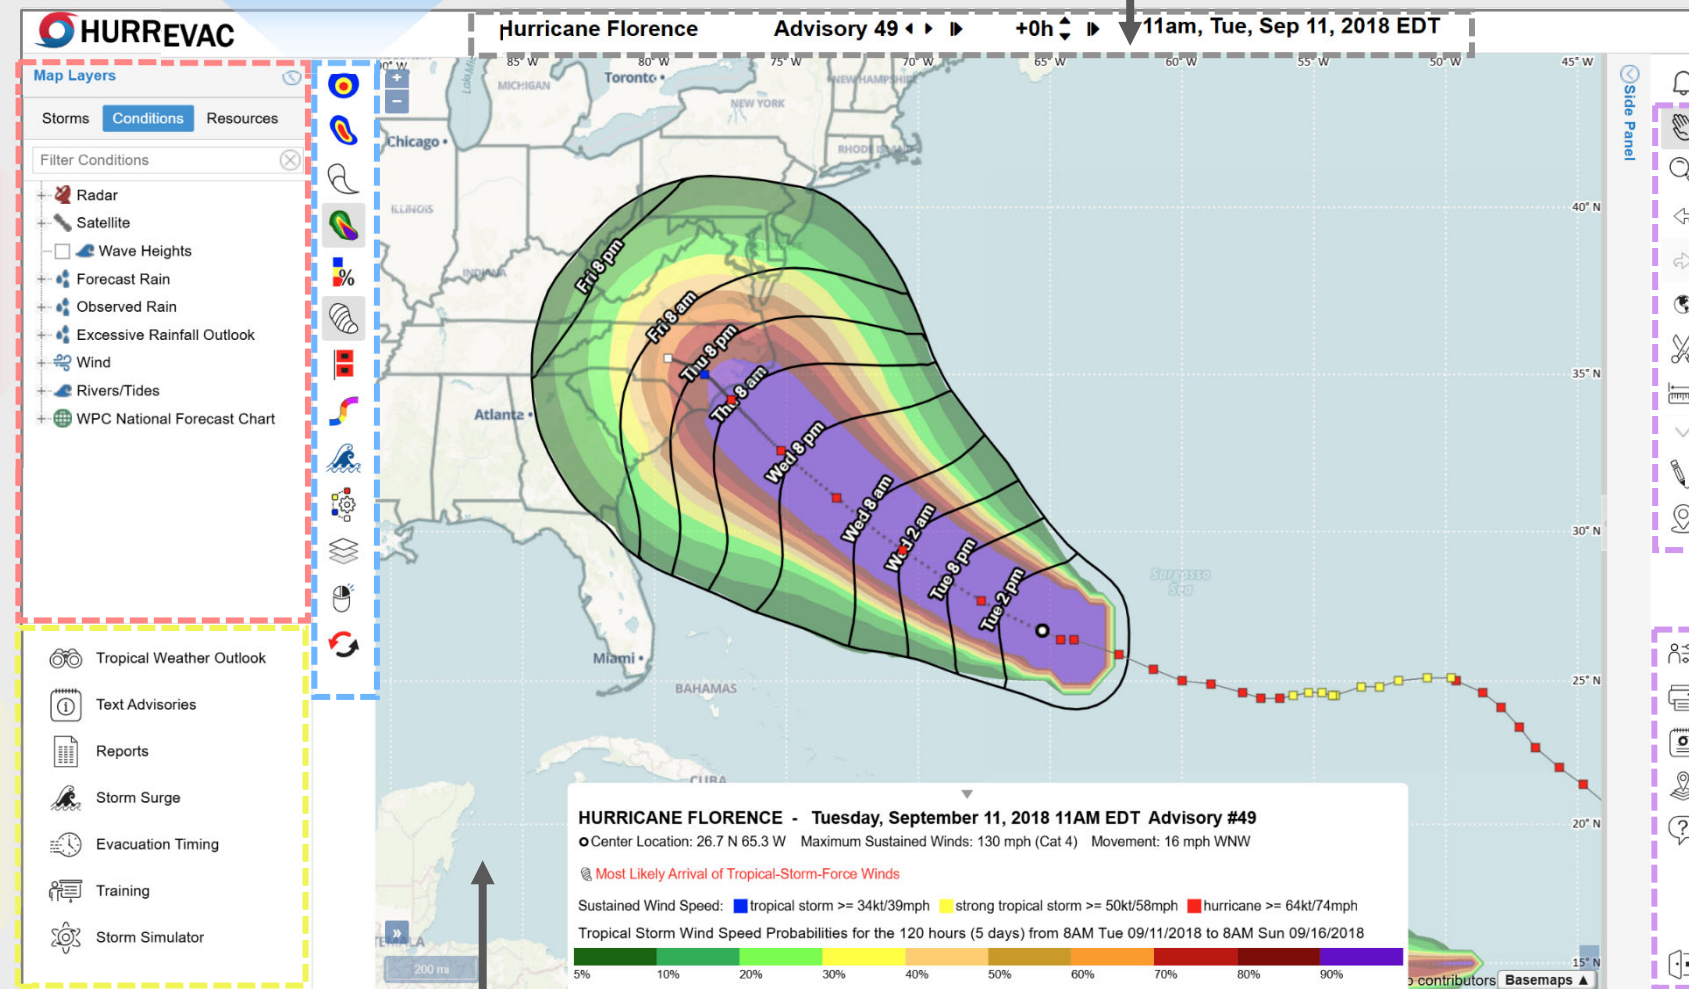 HURREVAC
Hurricane Florence Advisory 49 +0h 11am, Tue, Sep 11, 2018 EDT
Map Layers
Storms Conditions Resources
Filter Conditions
Radar
Satellite
Wave Heights
Forecast Rain
Observed Rain
Excessive Rainfall Outlook
Wind
Rivers/Tides
WPC National Forecast Chart
Tropical Weather Outlook
Text Advisories
Reports
Storm Surge
Evacuation Timing
Training
Storm Simulator
%
85° W 80° W 75° W 70° W 65° W 60° W 55° W 50° W 45° W
MICHIGAN
Toronto
NEW HAMPSHIRE
NEW YORK
Chicago
RHODE
ILLINOIS
40° N
INDIANA
Fri 8 pm
Fri 8 am
Thu 8 pm
35° N
Thu 8 am
Atlanta
Wed 8 pm
Wed 8 am
Wed 2 am
30° N
Tue 8 pm
Tue 2 pm
Sargasso
Sea
Miami
25° N
BAHAMAS
CUBA
20° N
200 mi
15° N
Side Panel
HURRICANE FLORENCE - Tuesday, September 11, 2018 11AM EDT Advisory #49
Center Location: 26.7 N 65.3 W Maximum Sustained Winds: 130 mph (Cat 4) Movement: 16 mph WNW
Most Likely Arrival of Tropical-Storm-Force Winds
Sustained Wind Speed: tropical storm >= 34kt/39mph strong tropical storm >= 50kt/58mph hurricane >= 64kt/74mph
Tropical Storm Wind Speed Probabilities for the 120 hours (5 days) from 8AM Tue 09/11/2018 to 8AM Sun 09/16/2018
5% 10% 20% 30% 40% 50% 60% 70% 80% 90%
contributors Basemaps ▲